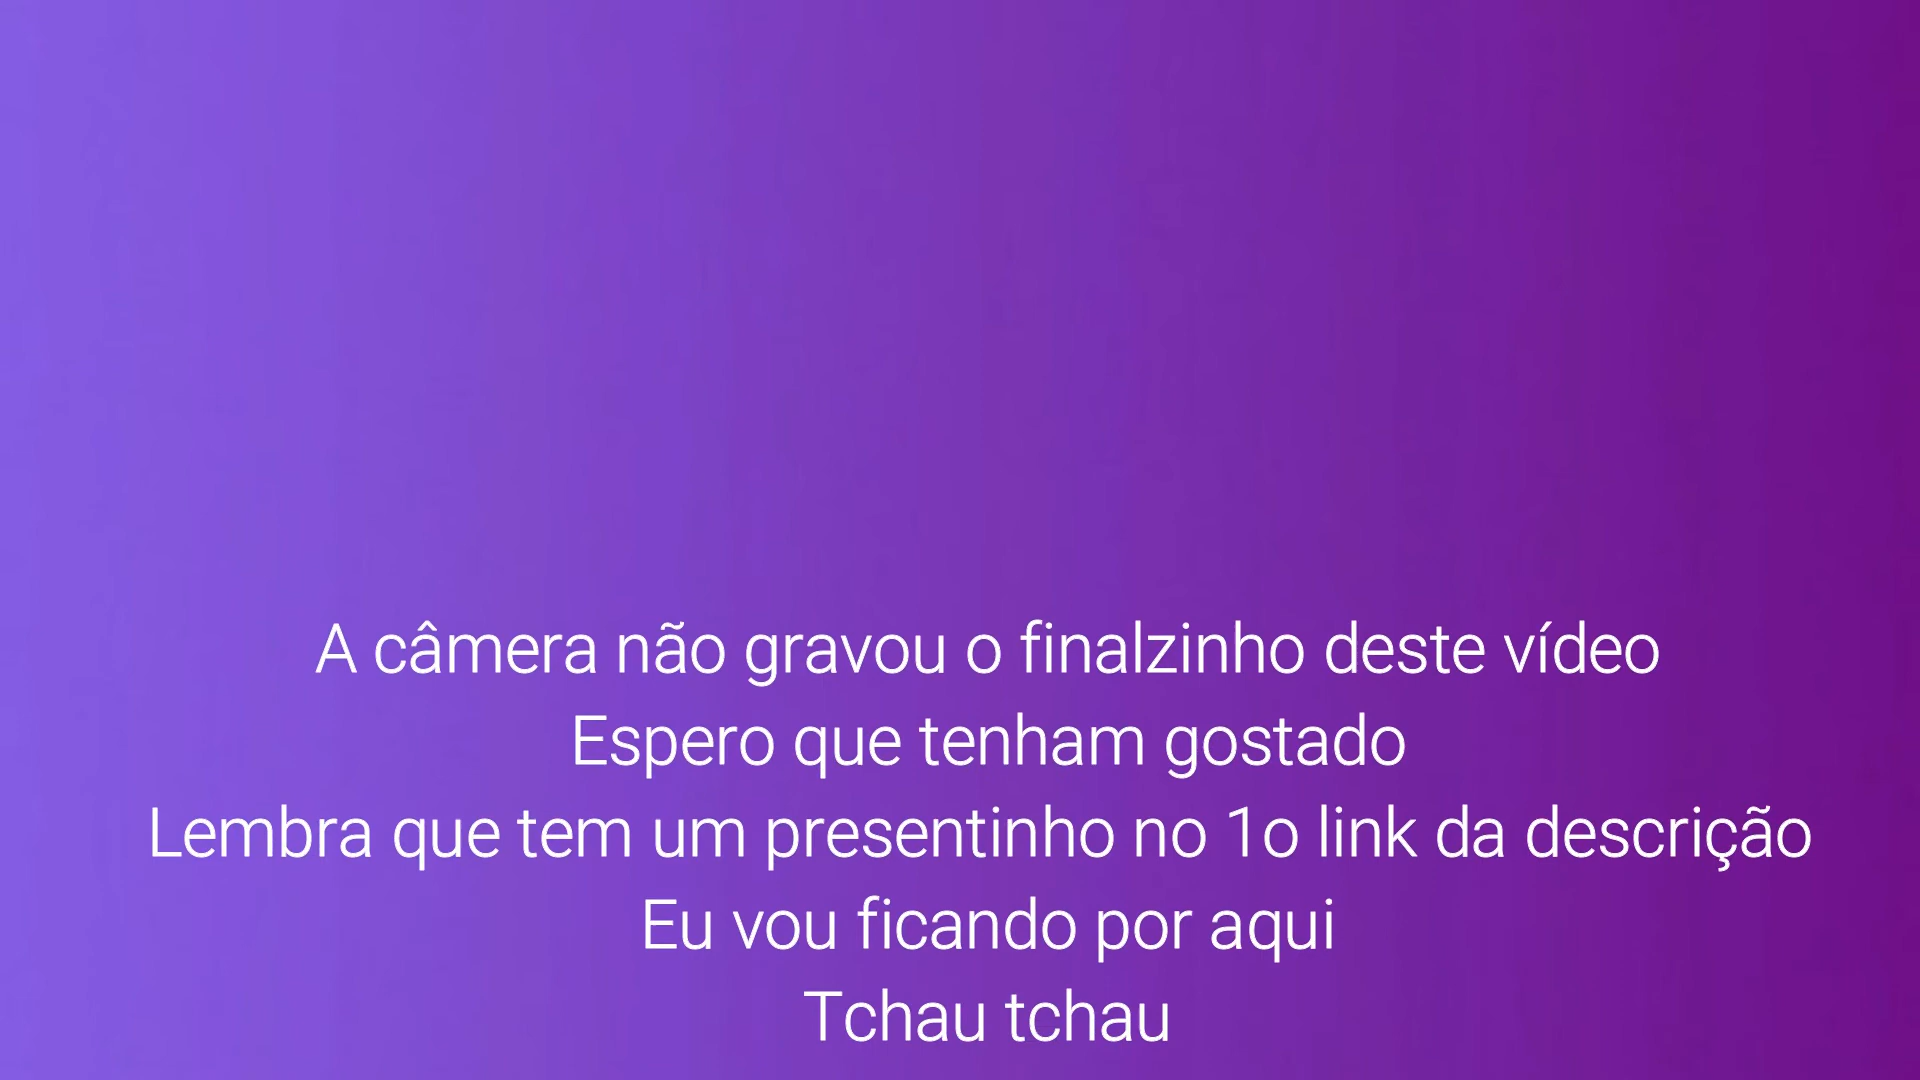 A câmera não gravou o finalzinho deste vídeo
Espero que tenham gostado
Lembra que tem um presentinho no 1o link da descrição
Eu vou ficando por aqui
Tchau tchau